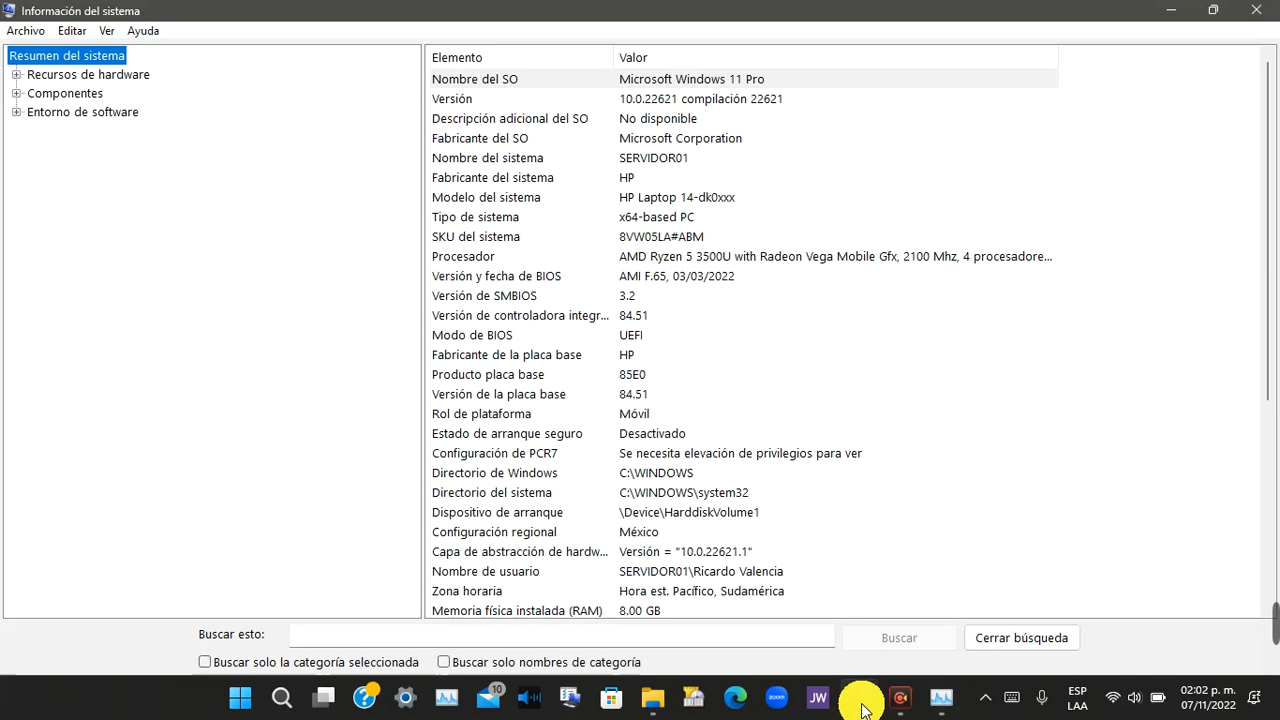 Información del sistema
Archivo Editar Ver Ayuda
Resumen del sistema
Recursos de hardware
Componentes
Entorno de software
Elemento Valor
Nombre del SO Microsoft Windows 11 Pro
Versión 10.0.22621 compilación 22621
Descripción adicional del SO No disponible
Fabricante del SO Microsoft Corporation
Nombre del sistema SERVIDOR01
Fabricante del sistema HP
Modelo del sistema HP Laptop 14-dk0xxx
Tipo de sistema x64-based PC
SKU del sistema 8VW05LA#ABM
Procesador AMD Ryzen 5 3500U with Radeon Vega Mobile Gfx, 2100 Mhz, 4 procesadore...
Versión y fecha de BIOS AMI F.65, 03/03/2022
Versión de SMBIOS 3.2
Versión de controladora integr... 84.51
Modo de BIOS UEFI
Fabricante de la placa base HP
Producto placa base 85E0
Versión de la placa base 84.51
Rol de plataforma Móvil
Estado de arranque seguro Desactivado
Configuración de PCR7 Se necesita elevación de privilegios para ver
Directorio de Windows C:\WINDOWS
Directorio del sistema C:\WINDOWS\system32
Dispositivo de arranque \Device\HarddiskVolume1
Configuración regional México
Capa de abstracción de hardw... Versión = "10.0.22621.1"
Nombre de usuario SERVIDOR01\Ricardo Valencia
Zona horaria Hora est. Pacífico, Sudamérica
Memoria física instalada (RAM) 8.00 GB
Buscar esto: Buscar Cerrar búsqueda
Buscar solo la categoría seleccionada Buscar solo nombres de categoría
10 zoom JW ESP LAA 02:02 p. m.
07/11/2022